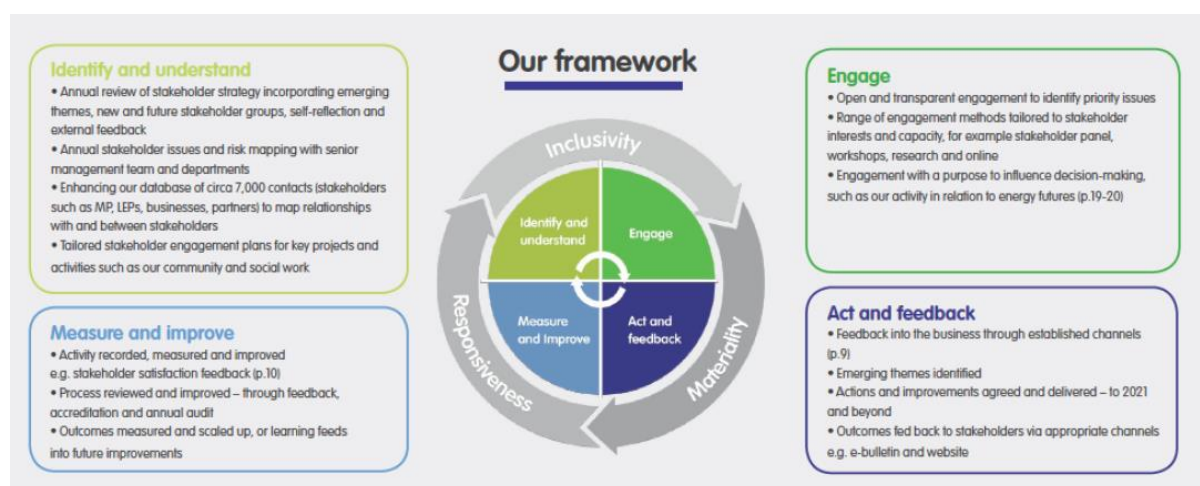 Our framework
Identify and understand
• Annual review of stakeholder strategy incorporating emerging
themes, new and future stakeholder groups, self-reflection and
external feedback
• Annual stakeholder issues and risk mapping with senior
management team and departments
• Enhancing our database of circa 7,000 contacts (stakeholders
such as MP, LEPs, businesses, partners) to map relationships
with and between stakeholders
• Tailored stakeholder engagement plans for key projects and
activities such as our community and social work
Measure and improve
• Activity recorded, measured and improved
e.g. stakeholder satisfaction feedback (p.10)
• Process reviewed and improved – through feedback,
accreditation and annual audit
• Outcomes measured and scaled up, or learning feeds
into future improvements
Inclusivity
Identify and
understand
Engage
Responsiveness
Measure
and Improve
Act and
feedback
Materiality
Engage
• Open and transparent engagement to identify priority issues
• Range of engagement methods tailored to stakeholder
interests and capacity, for example stakeholder panel,
workshops, research and online
• Engagement with a purpose to influence decision-making,
such as our activity in relation to energy futures (p.19-20)
Act and feedback
• Feedback into the business through established channels
(p.9)
• Emerging themes identified
• Actions and improvements agreed and delivered – to 2021
and beyond
• Outcomes fed back to stakeholders via appropriate channels
e.g. e-bulletin and website